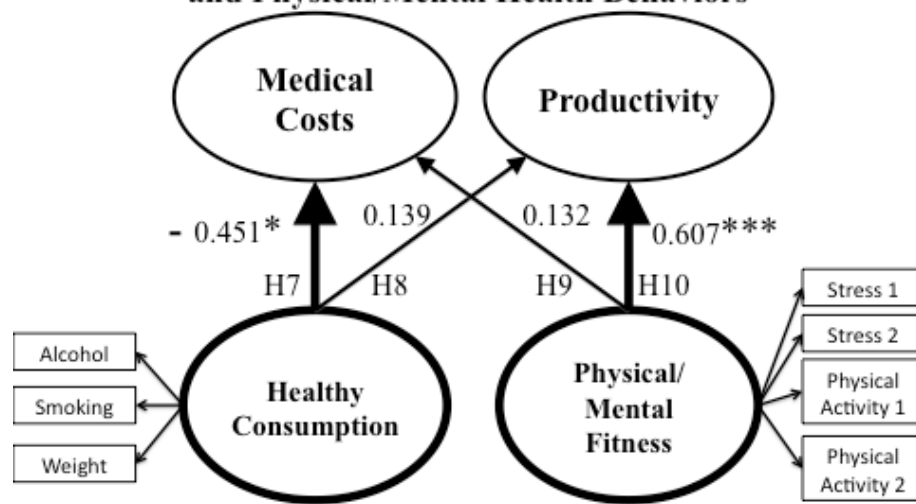 and Physical/Mental Health Behaviors
Medical
Costs
Productivity
- 0.451*
0.139
0.132
0.607***
H7
H8
H9
H10
Alcohol
Smoking
Weight
Healthy
Consumption
Physical/
Mental
Fitness
Stress 1
Stress 2
Physical
Activity 1
Physical
Activity 2